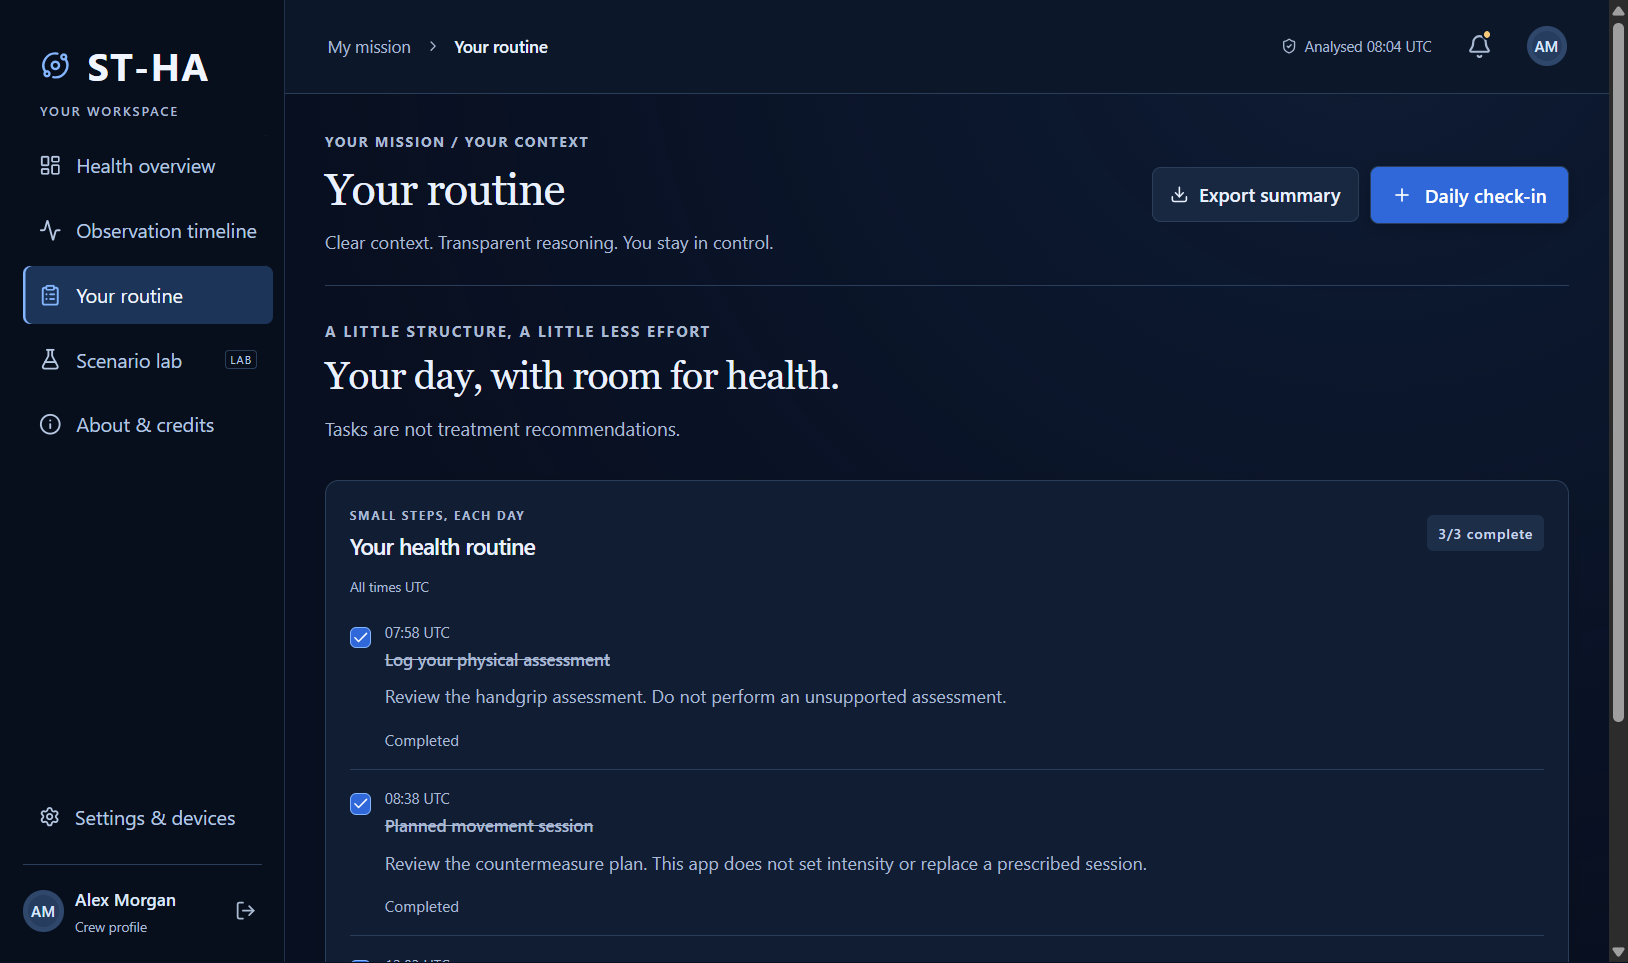 ST-HA
YOUR WORKSPACE
Health overview
Observation timeline
Your routine
Scenario lab LAB
About & credits
Settings & devices
AM
Alex Morgan
Crew profile
My mission > Your routine
Analysed 08:04 UTC
AM
YOUR MISSION / YOUR CONTEXT
Your routine
Clear context. Transparent reasoning. You stay in control.
Export summary
+ Daily check-in
A LITTLE STRUCTURE, A LITTLE LESS EFFORT
Your day, with room for health.
Tasks are not treatment recommendations.
SMALL STEPS, EACH DAY
Your health routine
3/3 complete
All times UTC
07:58 UTC
Log your physical assessment
Review the handgrip assessment. Do not perform an unsupported assessment.
Completed
08:38 UTC
Planned movement session
Review the countermeasure plan. This app does not set intensity or replace a prescribed session.
Completed